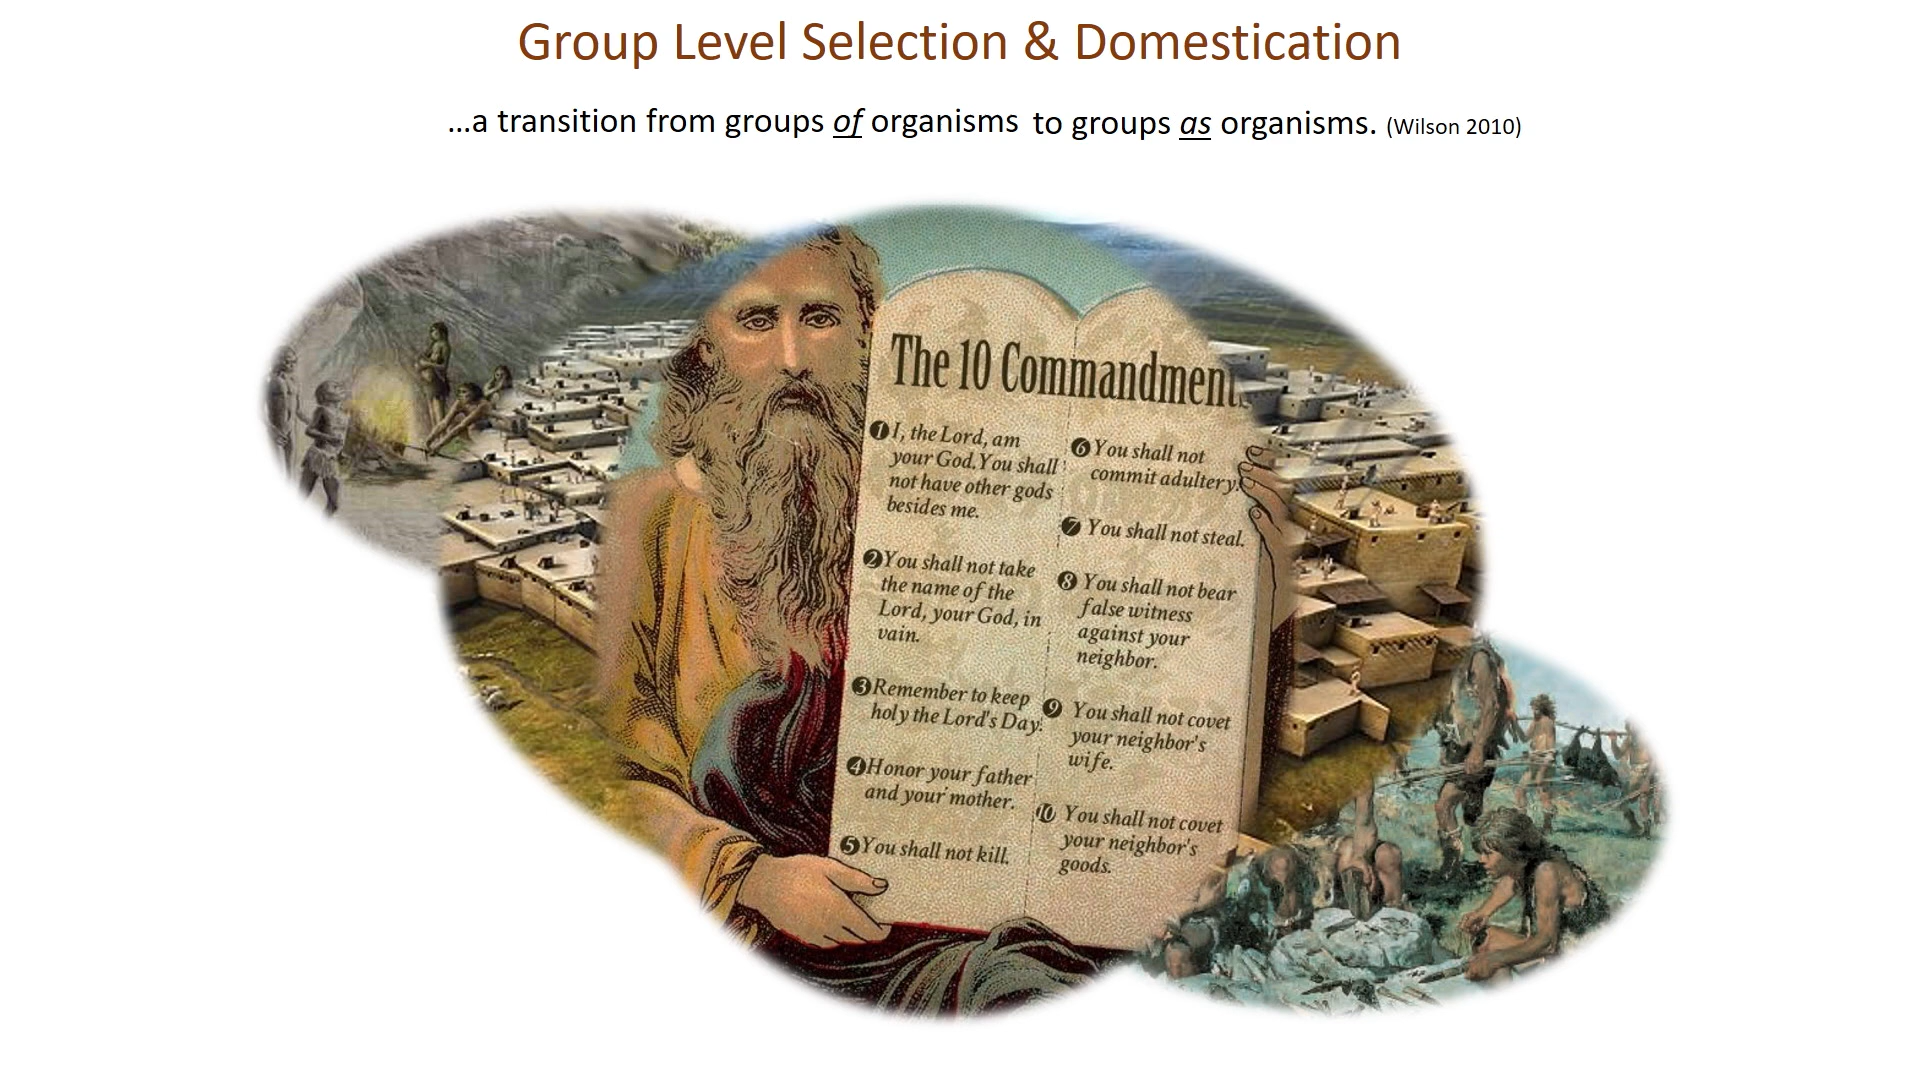 Group Level Selection & Domestication
...a transition from groups of organisms to groups as organisms. (Wilson 2010)
The 10 Commandment
1 I, the Lord, am
your God. You shall
not have other gods
besides me.
2 You shall not take
the name of the
Lord, your God, in
vain.
3 Remember to keep
holy the Lord's Day.
4 Honor your father
and your mother.
5 You shall not kill.
6 You shall not
commit adultery.
7 You shall not steal.
8 You shall not bear
false witness
against your
neighbor.
9 You shall not covet
your neighbor's
wife.
10 You shall not covet
your neighbor's
goods.